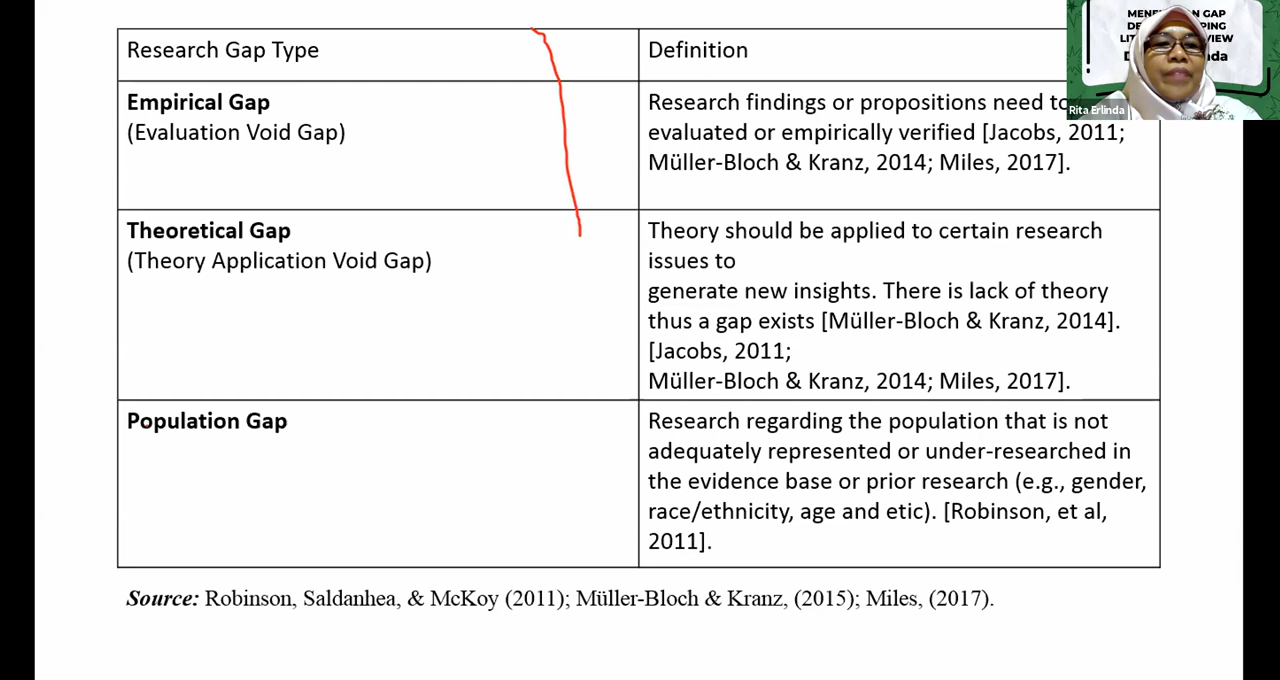 Research Gap Type
Definition
Empirical Gap
(Evaluation Void Gap)
Research findings or propositions need to
evaluated or empirically verified [Jacobs, 2011;
Müller-Bloch & Kranz, 2014; Miles, 2017].
Theoretical Gap
(Theory Application Void Gap)
Theory should be applied to certain research
issues to
generate new insights. There is lack of theory
thus a gap exists [Müller-Bloch & Kranz, 2014].
[Jacobs, 2011;
Müller-Bloch & Kranz, 2014; Miles, 2017].
Population Gap
Research regarding the population that is not
adequately represented or under-researched in
the evidence base or prior research (e.g., gender,
race/ethnicity, age and etic). [Robinson, et al,
2011].
Source: Robinson, Saldanhea, & McKoy (2011); Müller-Bloch & Kranz, (2015); Miles, (2017).
GAP
Rita Erlinda